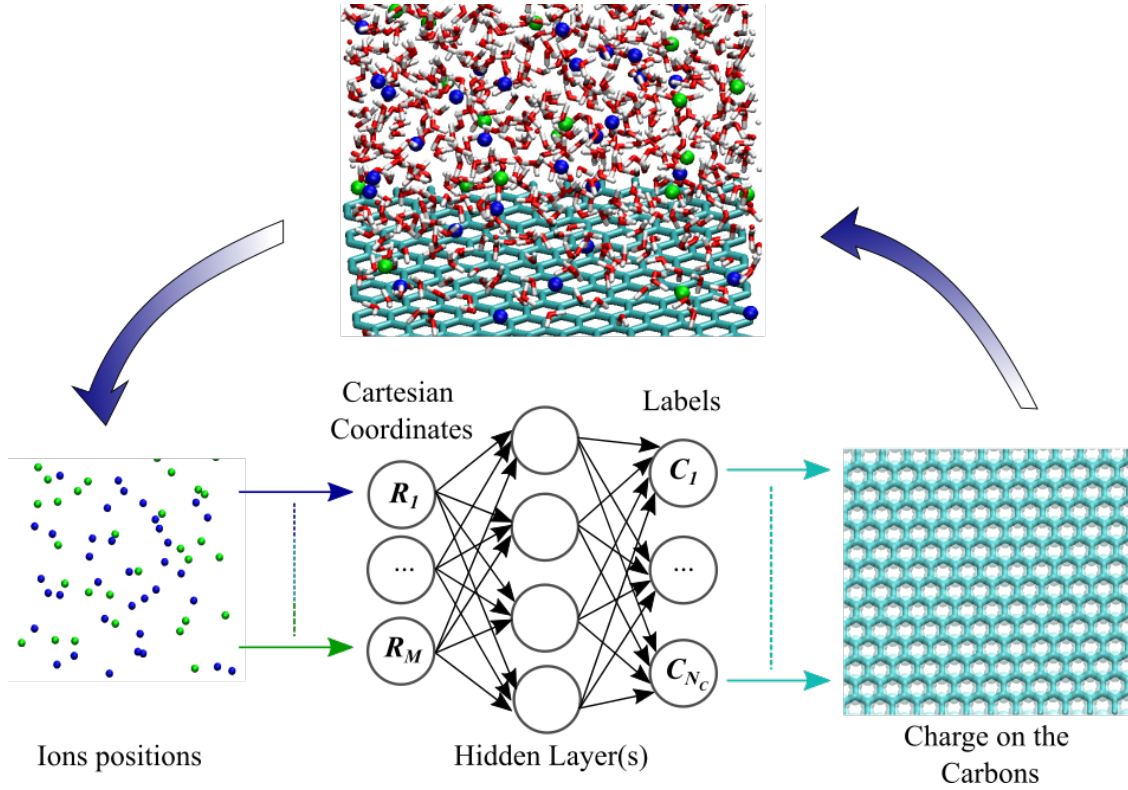 Cartesian
Coordinates
Labels
R1
...
RM
C1
...
CNC
Ions positions
Hidden Layer(s)
Charge on the
Carbons